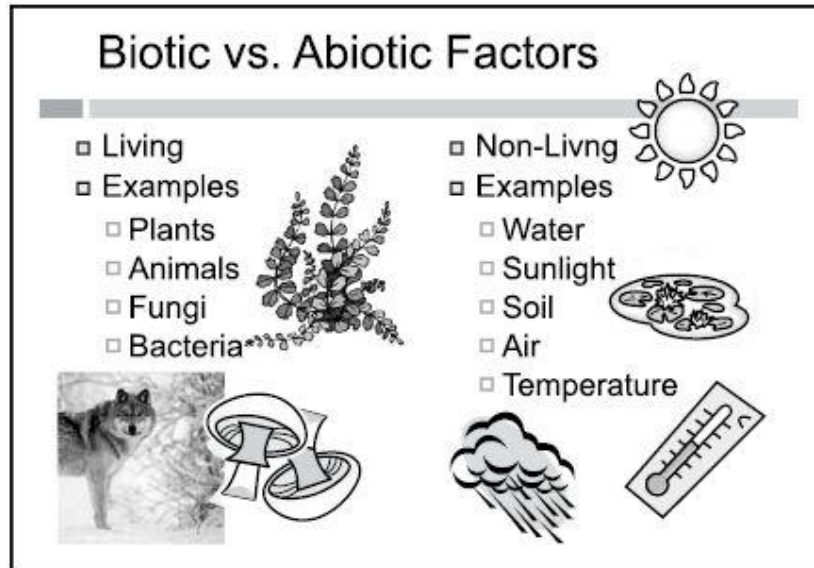 Biotic vs. Abiotic Factors
Living
Examples
Plants
Animals
Fungi
Bacteria
Non-Livng
Examples
Water
Sunlight
Soil
Air
Temperature